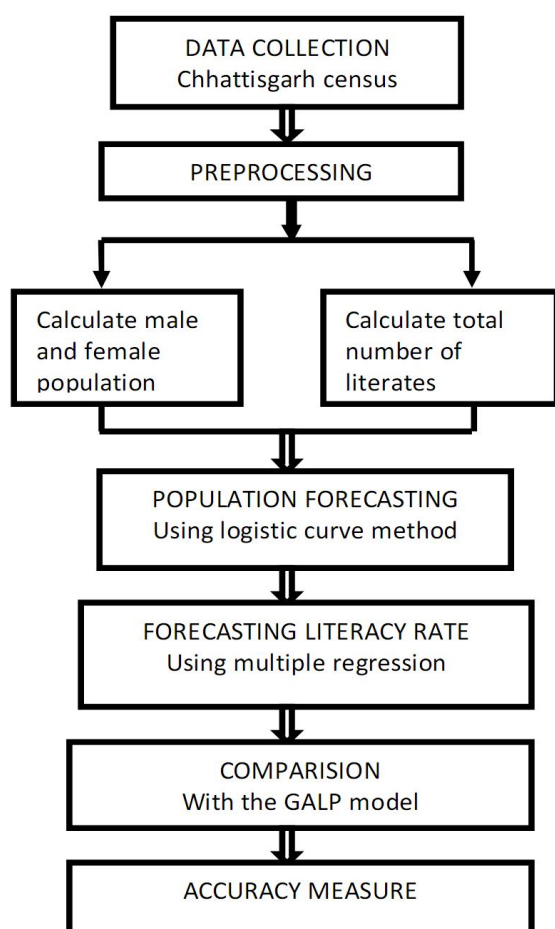 DATA COLLECTION
Chhattisgarh census
PREPROCESSING
Calculate male
and female
population
Calculate total
number of
literates
POPULATION FORECASTING
Using logistic curve method
FORECASTING LITERACY RATE
Using multiple regression
COMPARISION
With the GALP model
ACCURACY MEASURE